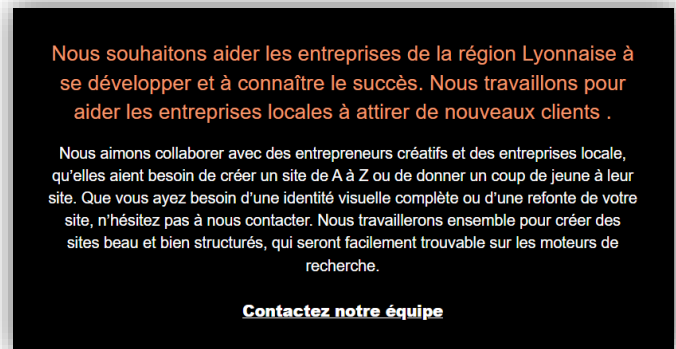 Nous souhaitons aider les entreprises de la région Lyonnaise à
se développer et à connaître le succès. Nous travaillons pour
aider les entreprises locales à attirer de nouveaux clients .
Nous aimons collaborer avec des entrepreneurs créatifs et des entreprises locale,
qu’elles aient besoin de créer un site de A à Z ou de donner un coup de jeune à leur
site. Que vous ayez besoin d’une identité visuelle complète ou d’une refonte de votre
site, n’hésitez pas à nous contacter. Nous travaillerons ensemble pour créer des
sites beau et bien structurés, qui seront facilement trouvable sur les moteurs de
recherche.
Contactez notre équipe